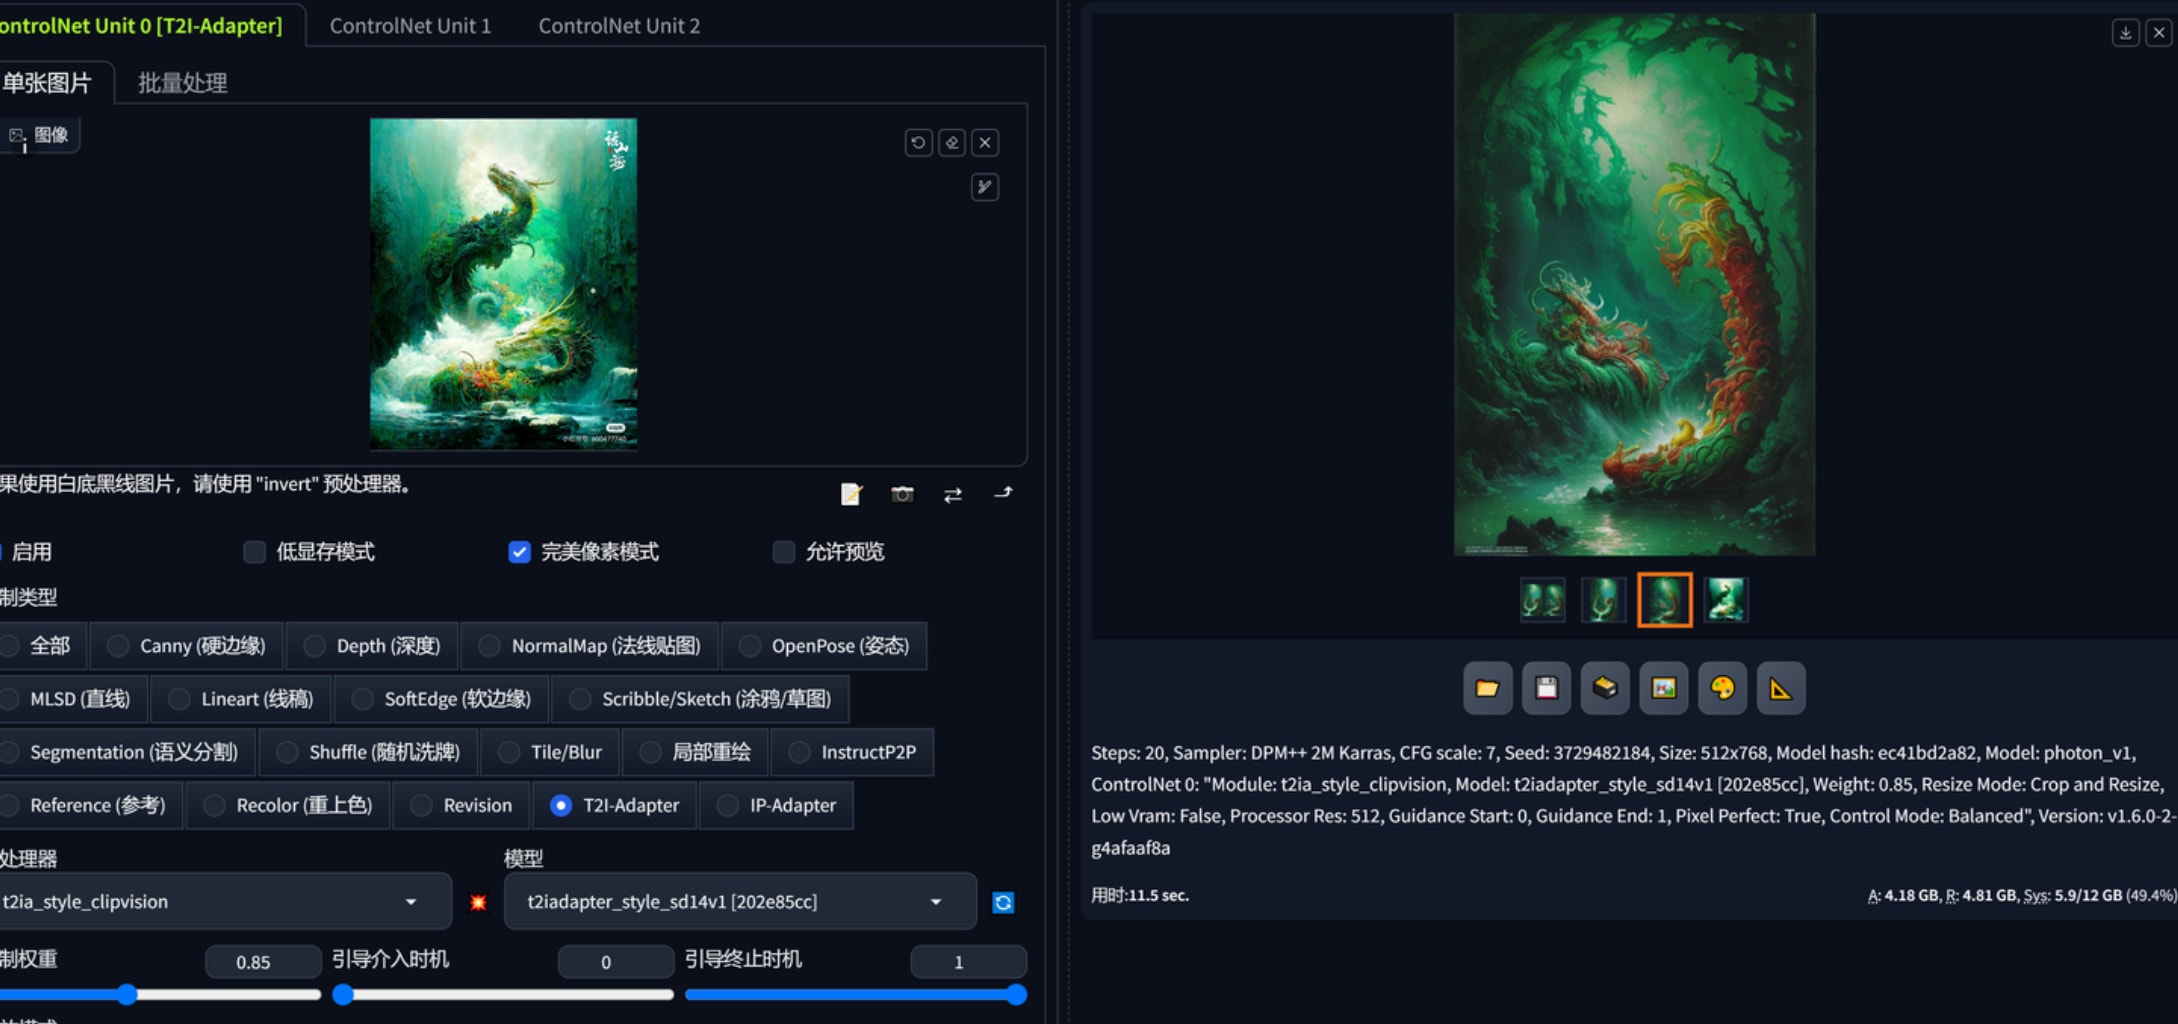 ontrolNet Unit 0 [T2I-Adapter]
ControlNet Unit 1
ControlNet Unit 2
单张图片
批量处理
图像
谣山海
果使用白底黑线图片，请使用 "invert" 预处理器。
启用
低显存模式
完美像素模式
允许预览
制类型
全部
Canny (硬边缘)
Depth (深度)
NormalMap (法线贴图)
OpenPose (姿态)
MLSD (直线)
Lineart (线稿)
SoftEdge (软边缘)
Scribble/Sketch (涂鸦/草图)
Segmentation (语义分割)
Shuffle (随机洗牌)
Tile/Blur
局部重绘
InstructP2P
Reference (参考)
Recolor (重上色)
Revision
T2I-Adapter
IP-Adapter
处理器
模型
t2ia_style_clipvision
t2iadapter_style_sd14v1 [202e85cc]
制权重
0.85
引导介入时机
0
引导终止时机
1
Steps: 20, Sampler: DPM++ 2M Karras, CFG scale: 7, Seed: 3729482184, Size: 512x768, Model hash: ec41bd2a82, Model: photon_v1,
ControlNet 0: "Module: t2ia_style_clipvision, Model: t2iadapter_style_sd14v1 [202e85cc], Weight: 0.85, Resize Mode: Crop and Resize,
Low Vram: False, Processor Res: 512, Guidance Start: 0, Guidance End: 1, Pixel Perfect: True, Control Mode: Balanced", Version: v1.6.0-2-
g4afaaf8a
用时:11.5 sec.
A: 4.18 GB, R: 4.81 GB, Sys: 5.9/12 GB (49.4%)